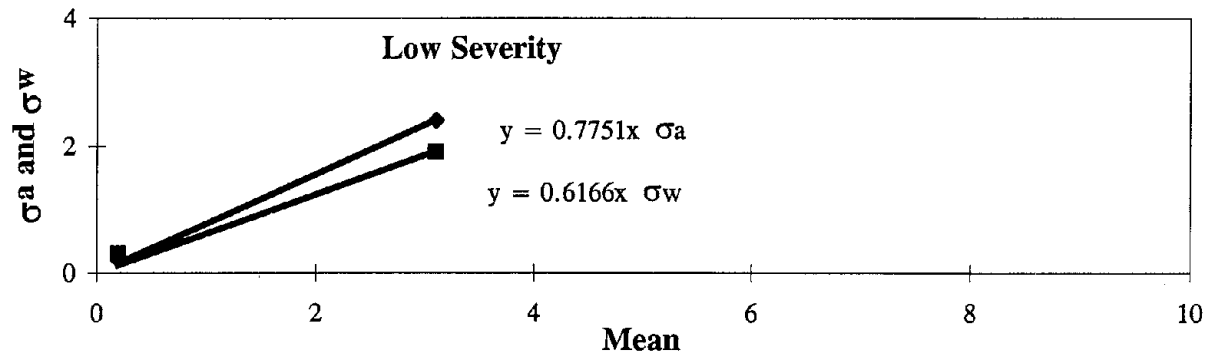 4
Low Severity
σa and σw
y = 0.7751x σa
2
y = 0.6166x σw
0
0 2 4 6 8 10
Mean